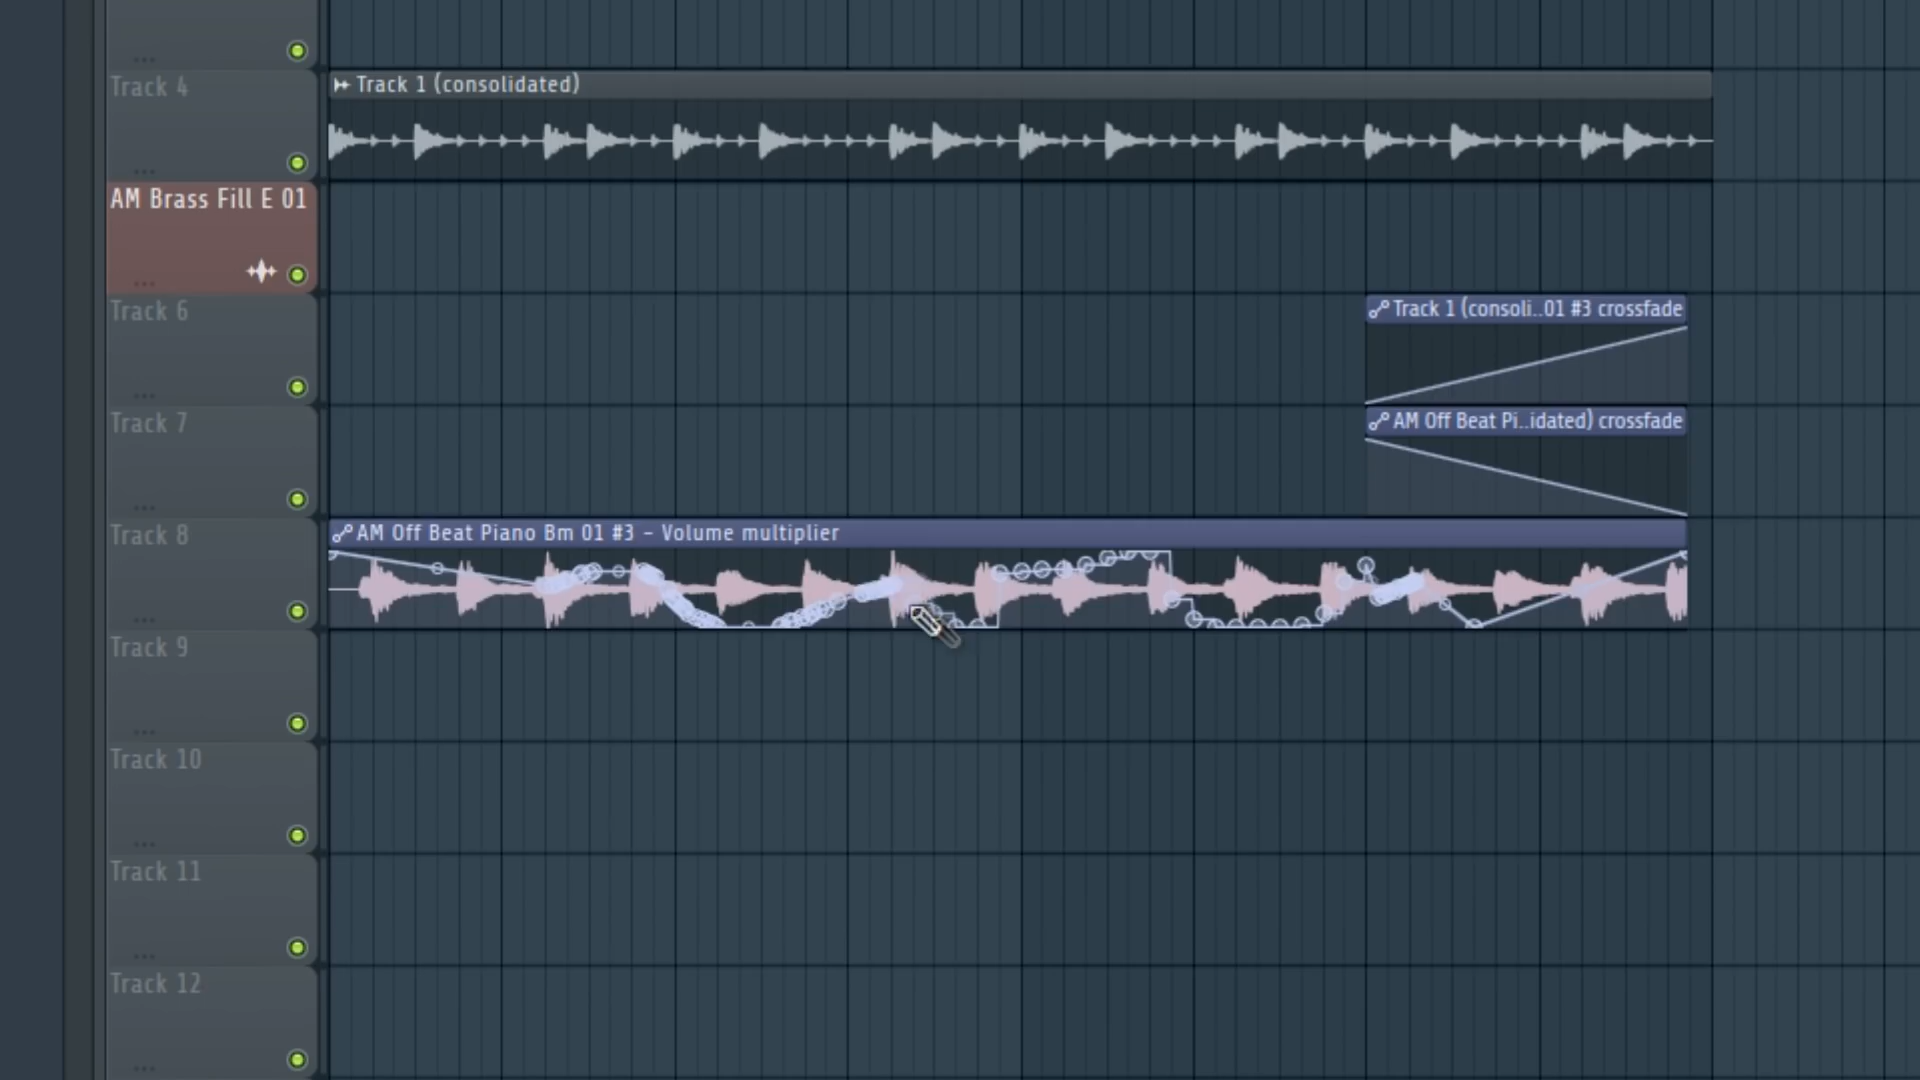 Track 4
Track 1 (consolidated)
AM Brass Fill E 01
Track 6
Track 1 (consoli..01 #3 crossfade
Track 7
AM Off Beat Pi..idated) crossfade
Track 8
AM Off Beat Piano Bm 01 #3 - Volume multiplier
Track 9
Track 10
Track 11
Track 12